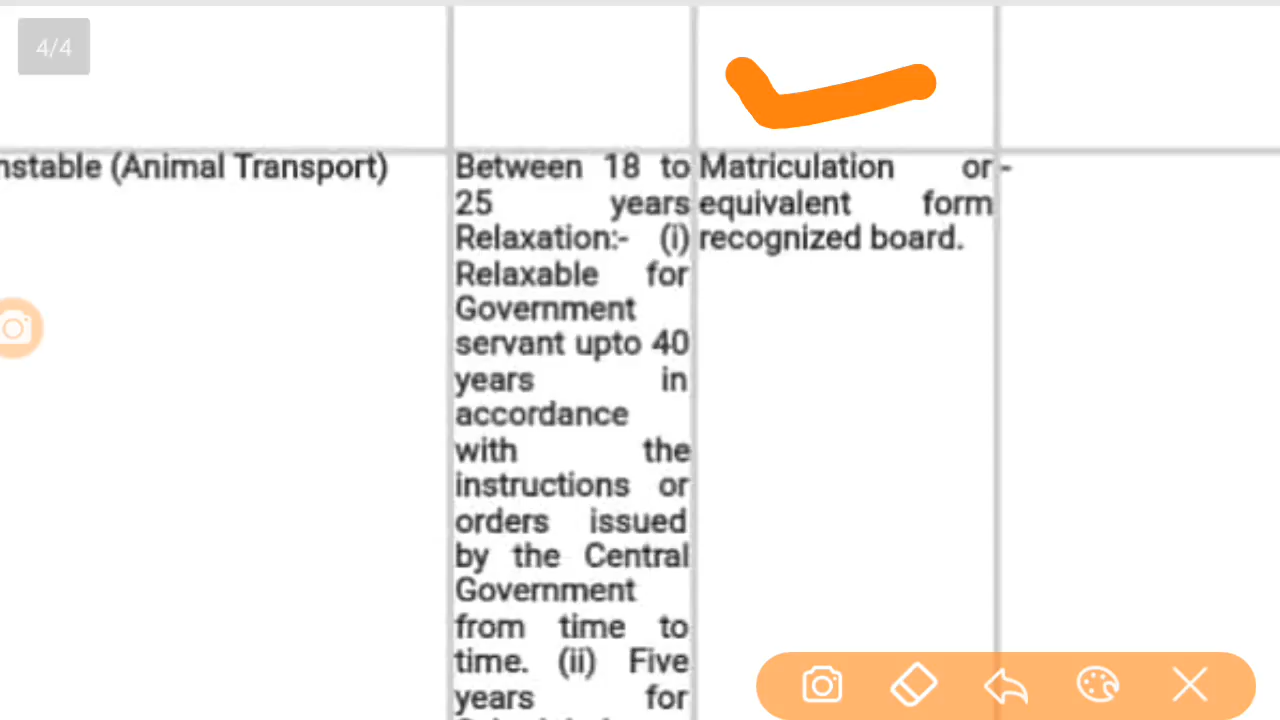 4/4
nstable (Animal Transport)
Between 18 to
25 years
Relaxation:- (i)
Relaxable for
Government
servant upto 40
years in
accordance
with the
instructions or
orders issued
by the Central
Government
from time to
time. (ii) Five
years for
Matriculation or
equivalent form
recognized board.
-